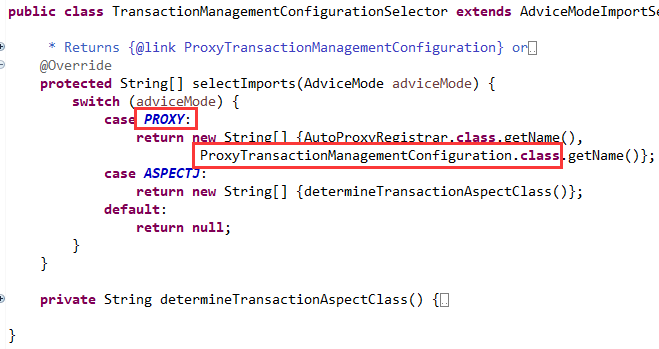 public class TransactionManagementConfigurationSelector extends AdviceModeImportSe
* Returns {@link ProxyTransactionManagementConfiguration} or
@Override
protected String[] selectImports(AdviceMode adviceMode) {
switch (adviceMode) {
case PROXY:
return new String[] {AutoProxyRegistrar.class.getName(),
ProxyTransactionManagementConfiguration.class.getName()};
case ASPECTJ:
return new String[] {determineTransactionAspectClass()};
default:
return null;
}
}
private String determineTransactionAspectClass() {
}